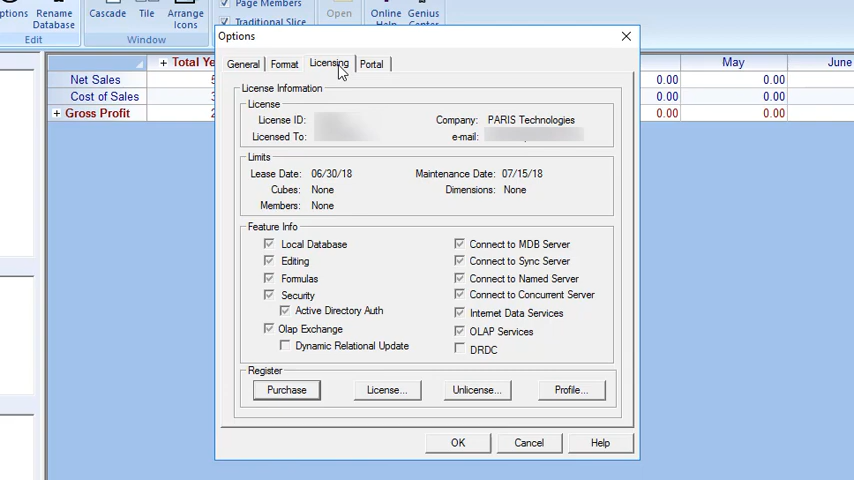 Page Members
Traditional Slice
ptions Rename Database
Cascade Tile Arrange Icons
Open
Online Help Genius Center
Edit Window
Options
+ Total Ye May June
Net Sales 5 0.00 0.00
Cost of Sales 3 0.00 0.00
+ Gross Profit 2 0.00 0.00
General Format Licensing Portal
License Information
License
License ID: Company: PARIS Technologies
Licensed To: e-mail:
Limits
Lease Date: 06/30/18 Maintenance Date: 07/15/18
Cubes: None Dimensions: None
Members: None
Feature Info
Local Database Connect to MDB Server
Editing Connect to Sync Server
Formulas Connect to Named Server
Security Connect to Concurrent Server
Active Directory Auth Internet Data Services
Olap Exchange OLAP Services
Dynamic Relational Update DRDC
Register
Purchase License... Unlicense... Profile...
OK Cancel Help